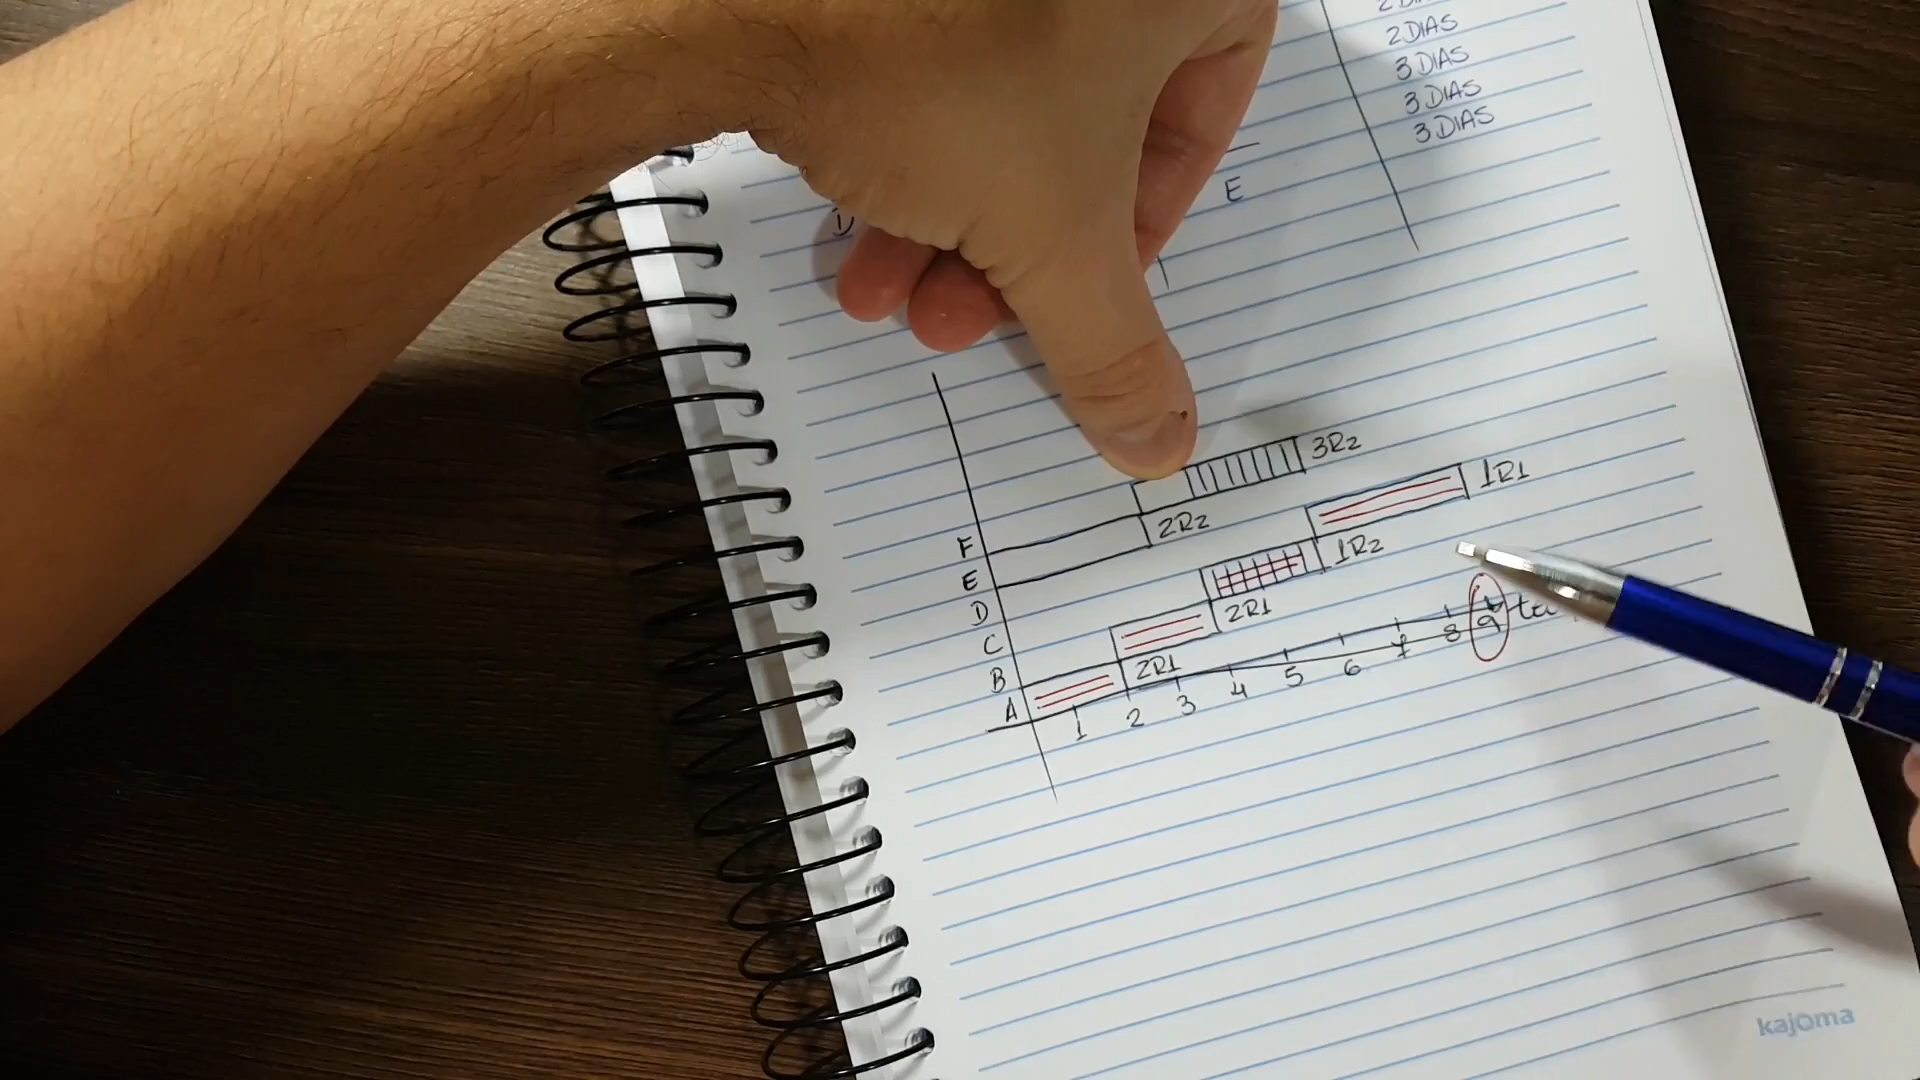 2 DIAS
3 DIAS
3 DIAS
3 DIAS
E
3R2
1R1
F 2R2
E 1R2
D
C 2R1
B 2R1
A
1 2 3 4 5 6 7 8 9
kajoma